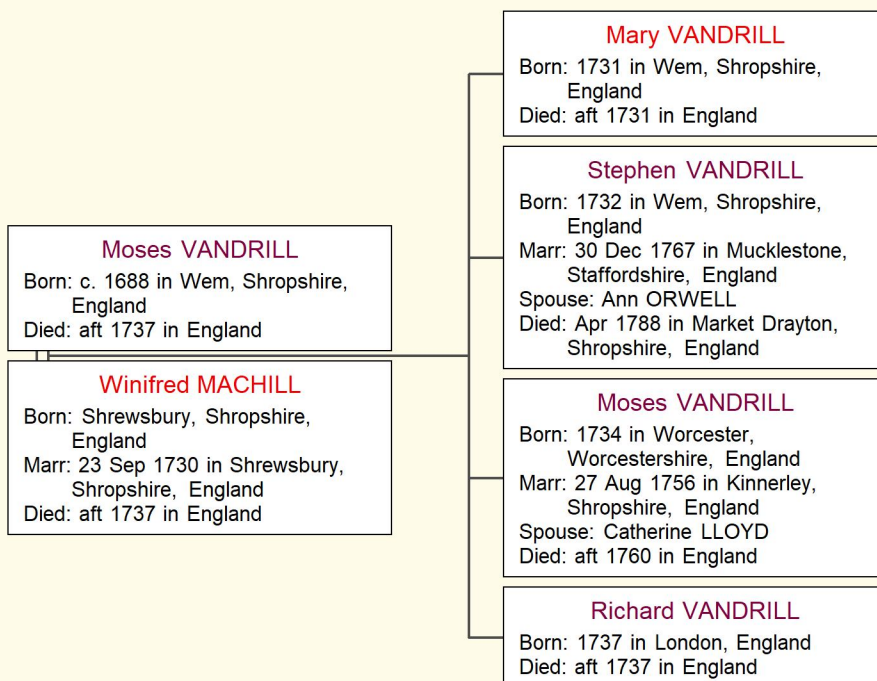 Moses VANDRILL
Born: c. 1688 in Wem, Shropshire,
England
Died: aft 1737 in England
Winifred MACHILL
Born: Shrewsbury, Shropshire,
England
Marr: 23 Sep 1730 in Shrewsbury,
Shropshire, England
Died: aft 1737 in England
Mary VANDRILL
Born: 1731 in Wem, Shropshire,
England
Died: aft 1731 in England
Stephen VANDRILL
Born: 1732 in Wem, Shropshire,
England
Marr: 30 Dec 1767 in Mucklestone,
Staffordshire, England
Spouse: Ann ORWELL
Died: Apr 1788 in Market Drayton,
Shropshire, England
Moses VANDRILL
Born: 1734 in Worcester,
Worcestershire, England
Marr: 27 Aug 1756 in Kinnerley,
Shropshire, England
Spouse: Catherine LLOYD
Died: aft 1760 in England
Richard VANDRILL
Born: 1737 in London, England
Died: aft 1737 in England